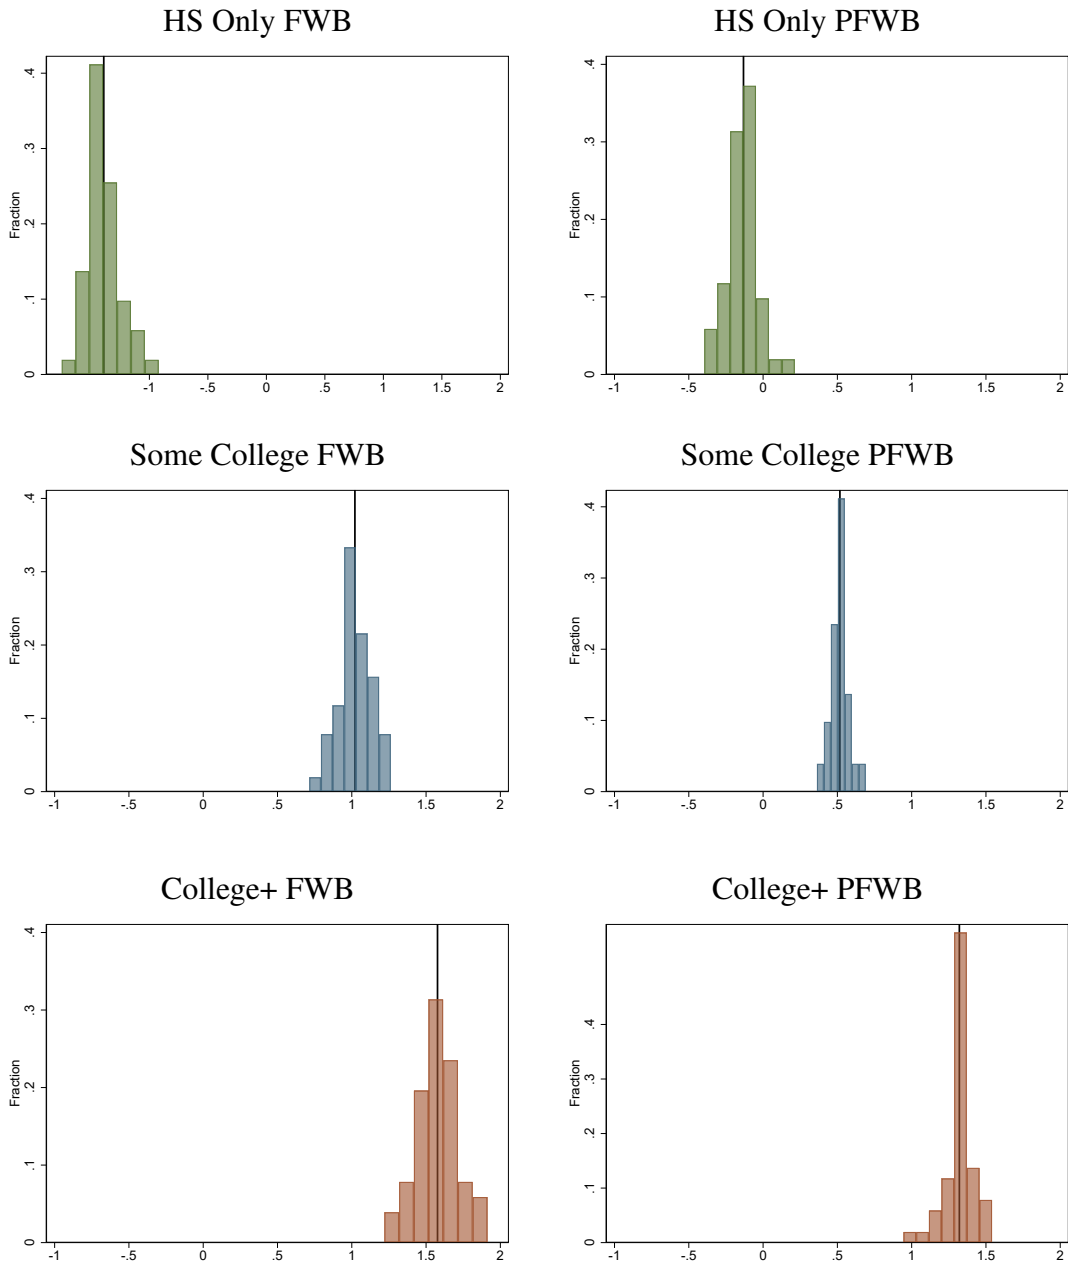 HS Only FWB
Fraction
0 .1 .2 .3 .4
-1 -.5 0 .5 1 1.5 2
HS Only PFWB
Fraction
0 .1 .2 .3 .4
-1 -.5 0 .5 1 1.5 2
Some College FWB
Fraction
0 .1 .2 .3 .4
-1 -.5 0 .5 1 1.5 2
Some College PFWB
Fraction
0 .1 .2 .3 .4
-1 -.5 0 .5 1 1.5 2
College+ FWB
Fraction
0 .1 .2 .3 .4
-1 -.5 0 .5 1 1.5 2
College+ PFWB
Fraction
0 .1 .2 .3 .4
-1 -.5 0 .5 1 1.5 2